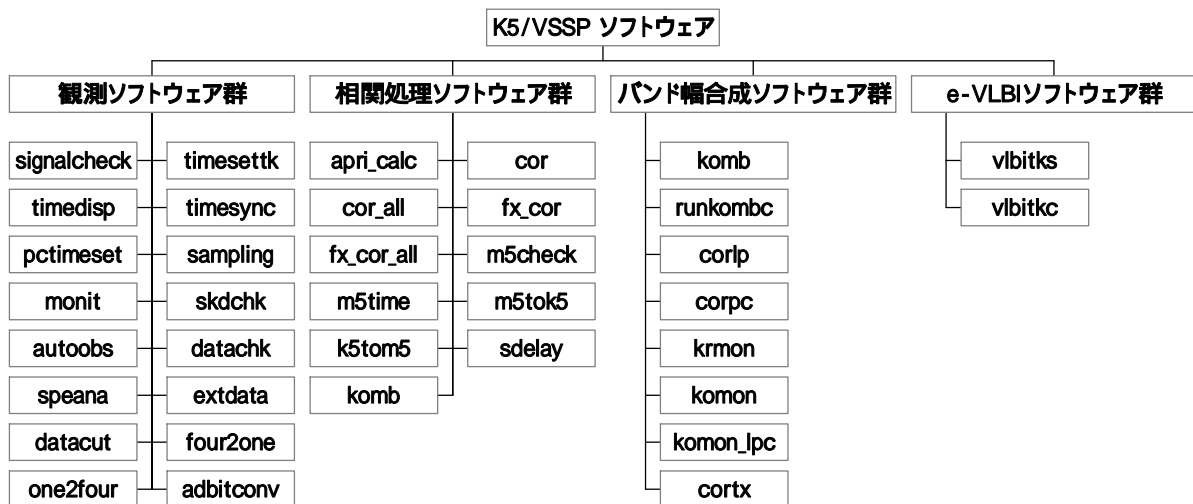 K5/VSSP ソフトウェア
観測ソフトウェア群
相関処理ソフトウェア群
バンド幅合成ソフトウェア群
e-VLBIソフトウェア群
signalcheck
timesettk
timedisp
timesync
pctimeset
sampling
monit
skdchk
autoobs
datachk
speana
extdata
datacut
four2one
one2four
adbitconv
apri_calc
cor
cor_all
fx_cor
fx_cor_all
m5check
m5time
m5tok5
k5tom5
sdelay
komb
komb
runkombc
corlp
corpc
krmon
komon
komon_lpc
cortx
vlbitks
vlbitkc